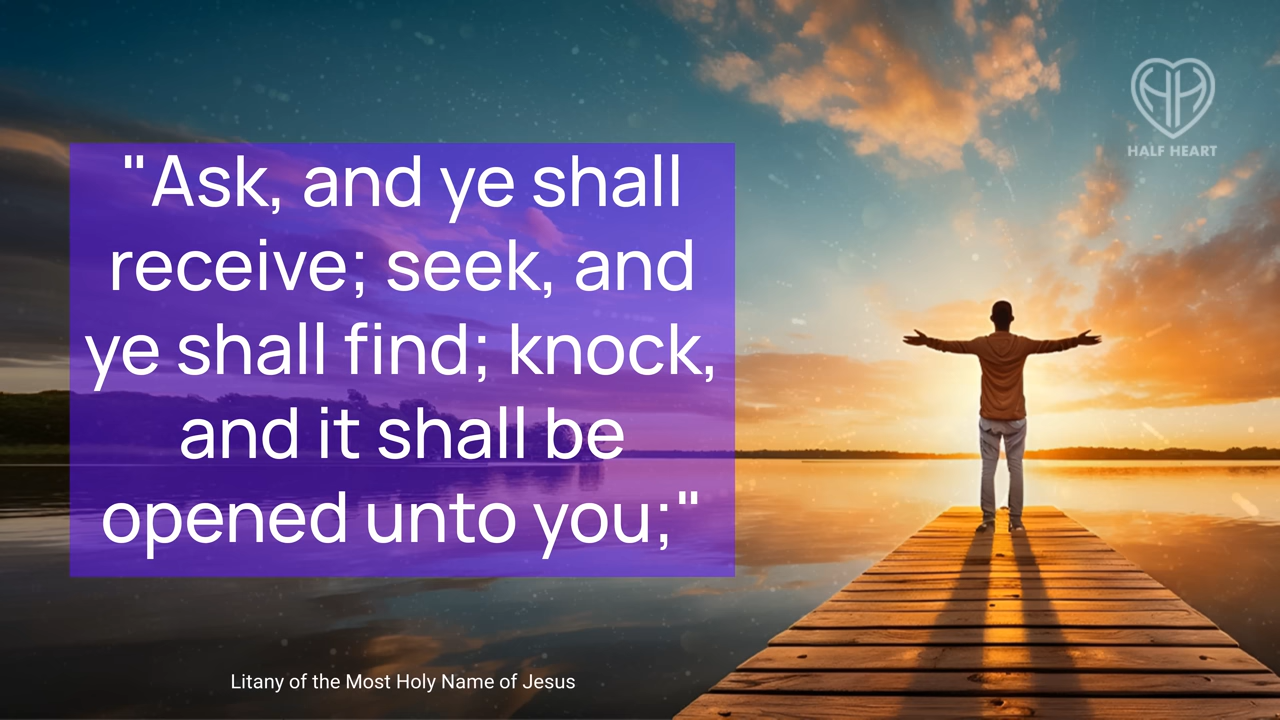 HALF HEART
"Ask, and ye shall
receive; seek, and
ye shall find; knock,
and it shall be
opened unto you;"
Litany of the Most Holy Name of Jesus